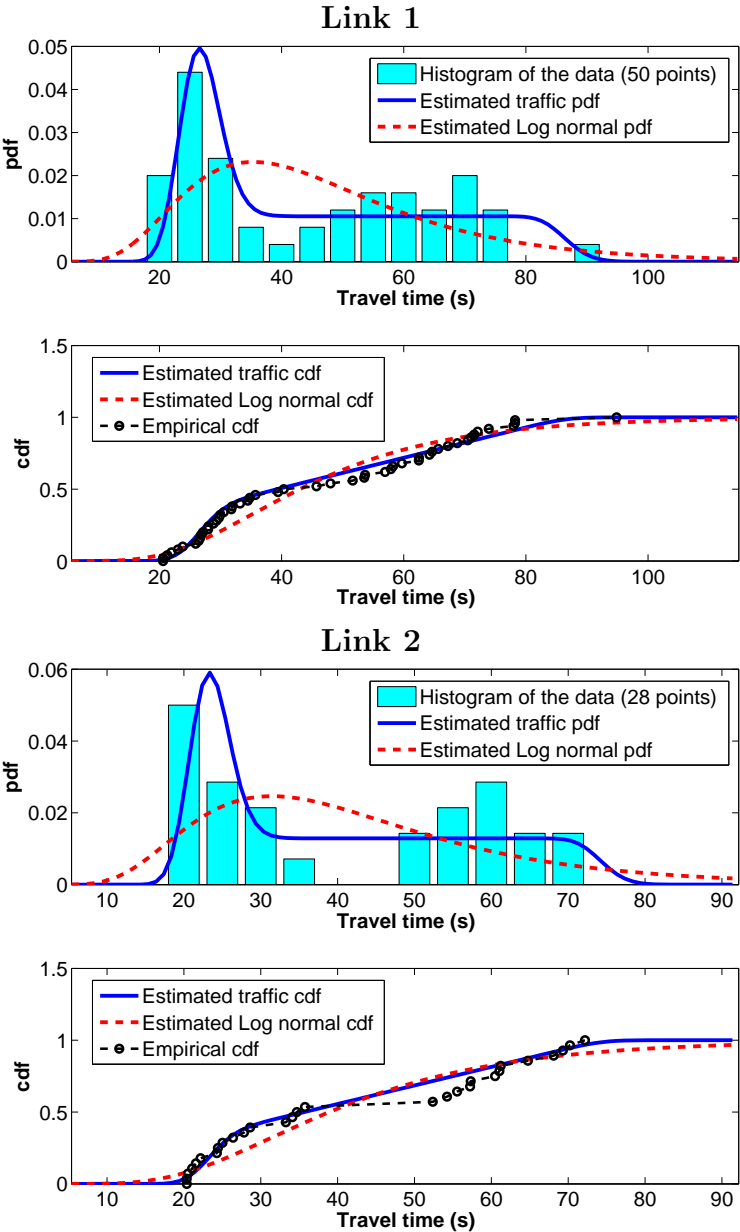 Link 1
0.05
0.04
0.03
0.02
0.01
0
pdf
Histogram of the data (50 points)
Estimated traffic pdf
Estimated Log normal pdf
20 40 60 80 100
Travel time (s)
1.5
1
0.5
0
cdf
Estimated traffic cdf
Estimated Log normal cdf
Empirical cdf
20 40 60 80 100
Travel time (s)
Link 2
0.06
0.04
0.02
0
pdf
Histogram of the data (28 points)
Estimated traffic pdf
Estimated Log normal pdf
10 20 30 40 50 60 70 80 90
Travel time (s)
1.5
1
0.5
0
cdf
Estimated traffic cdf
Estimated Log normal cdf
Empirical cdf
10 20 30 40 50 60 70 80 90
Travel time (s)